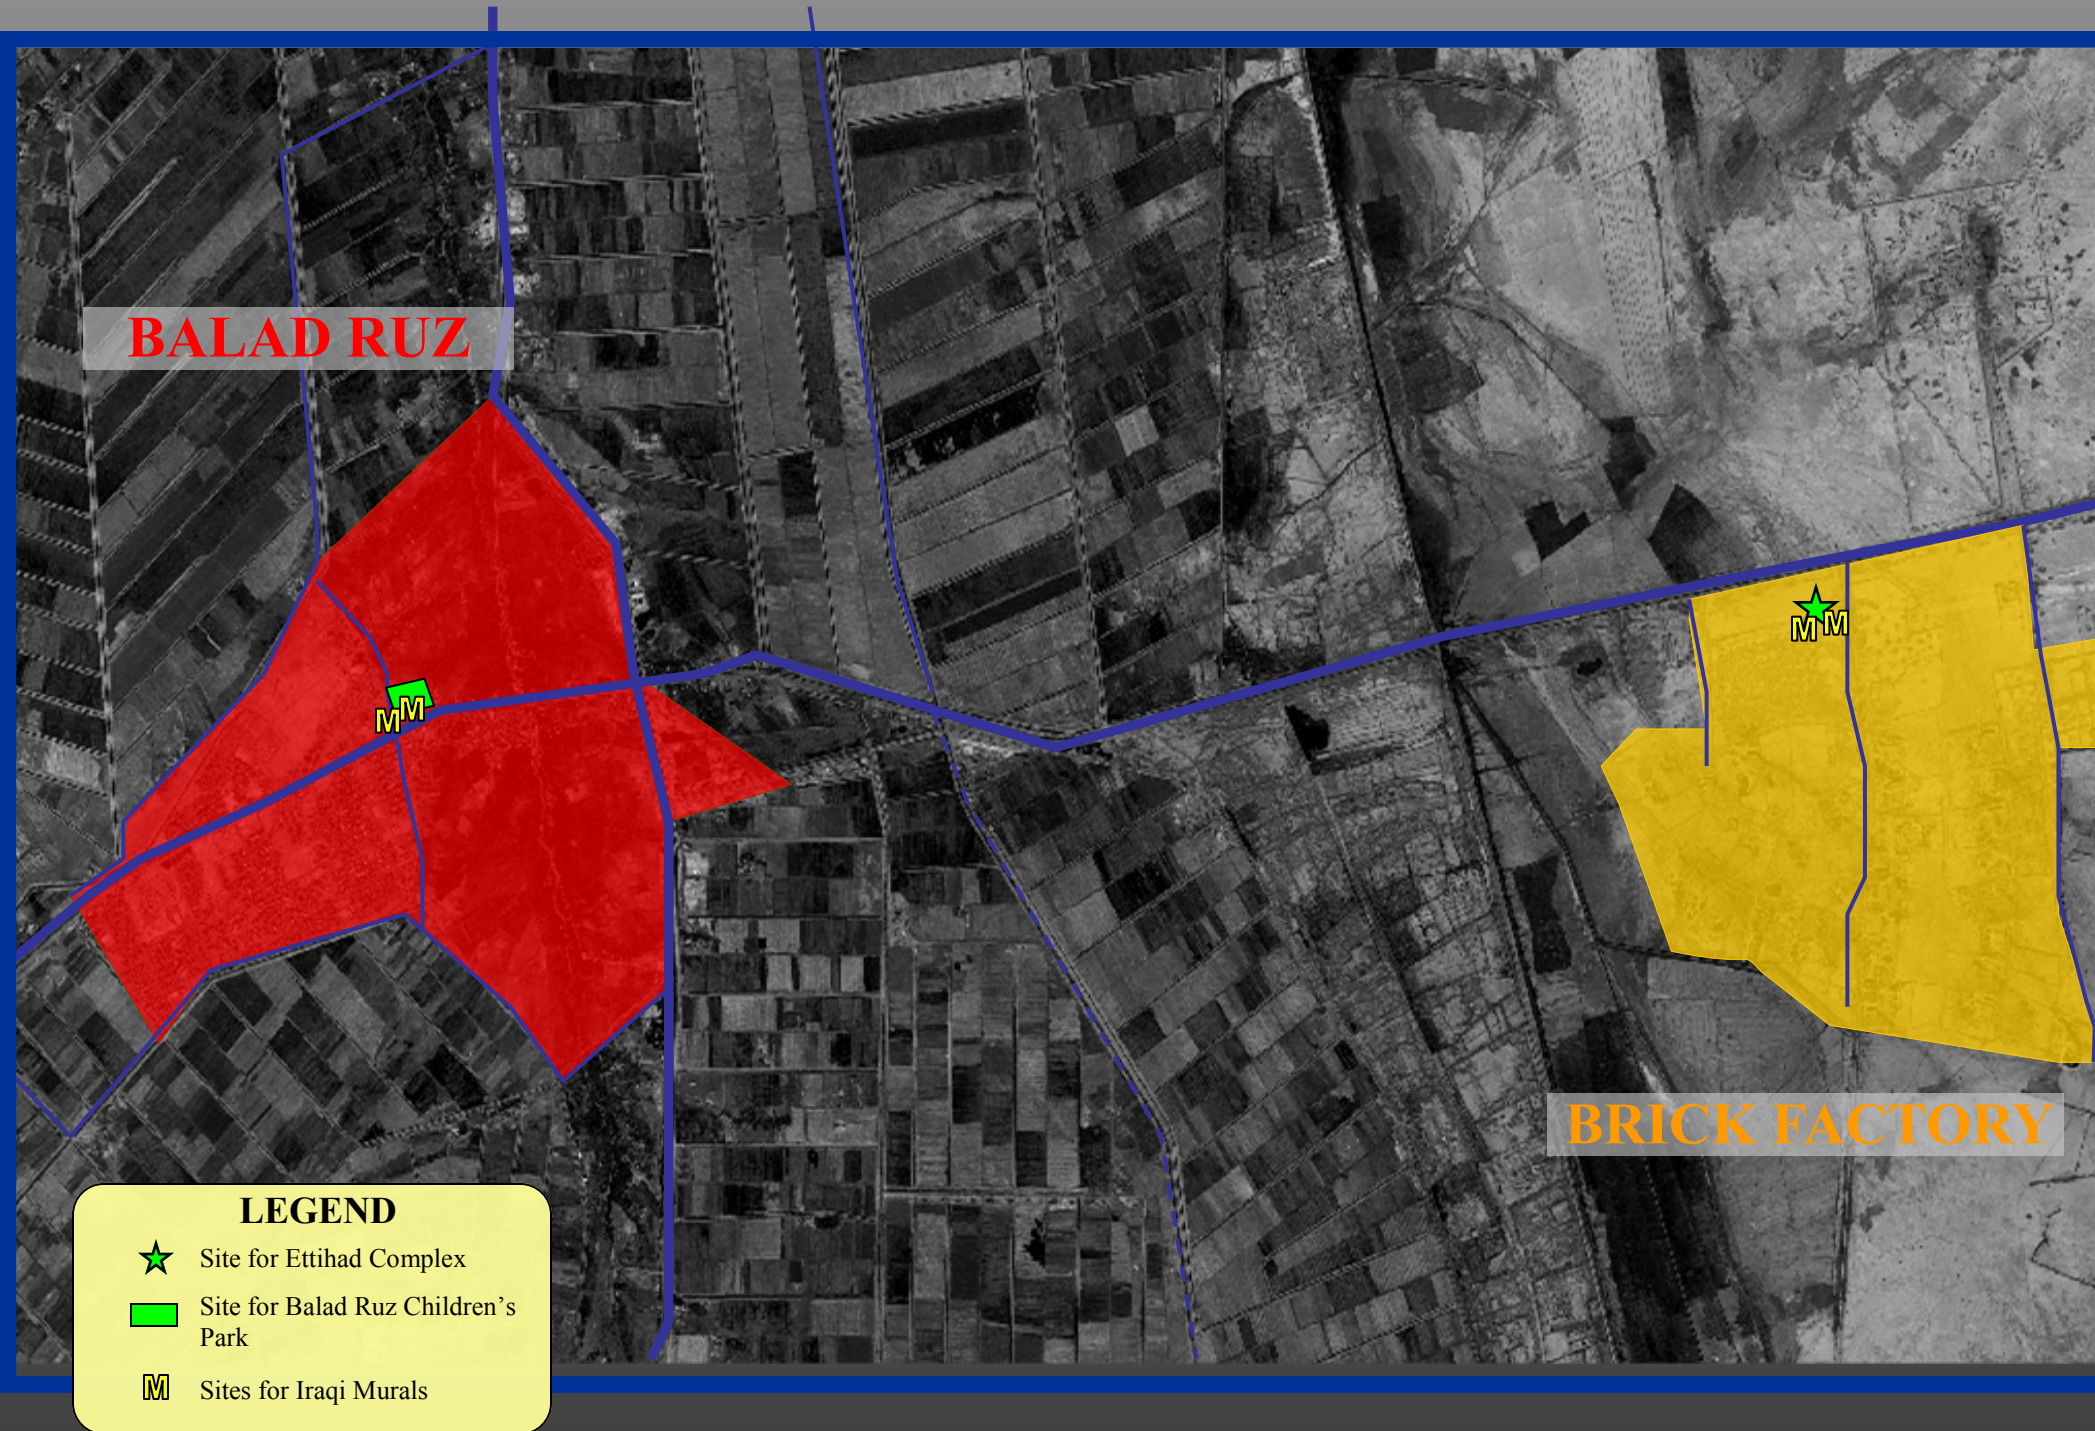 BALAD RUZ
M
M
M
M
BRICK FACTORY
LEGEND
Site for Ettihad Complex
Site for Balad Ruz Children’s
Park
M
Sites for Iraqi Murals